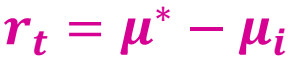 r_t = μ* − μ_i